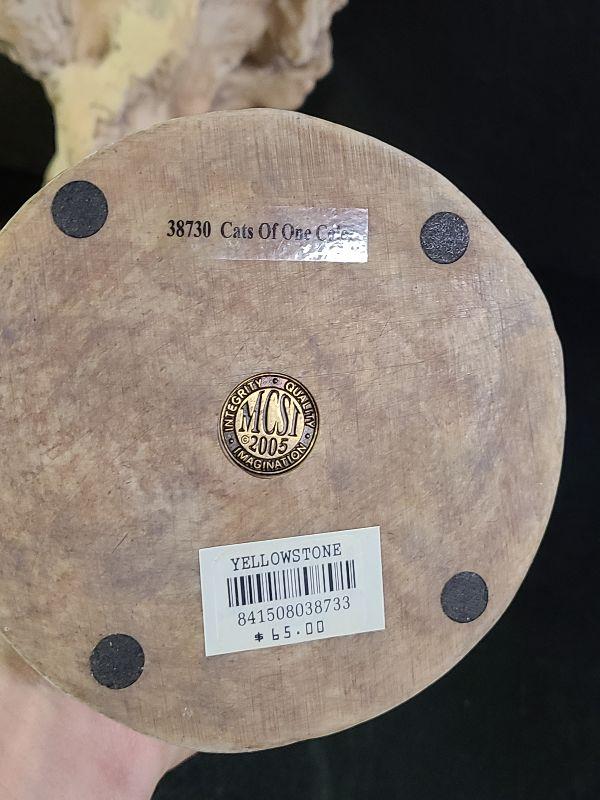 38730 Cats Of One Color
INTEGRITY • QUALITY
MCSI
©2005
• IMAGINATION •
YELLOWSTONE
841508038733
$ 65.00